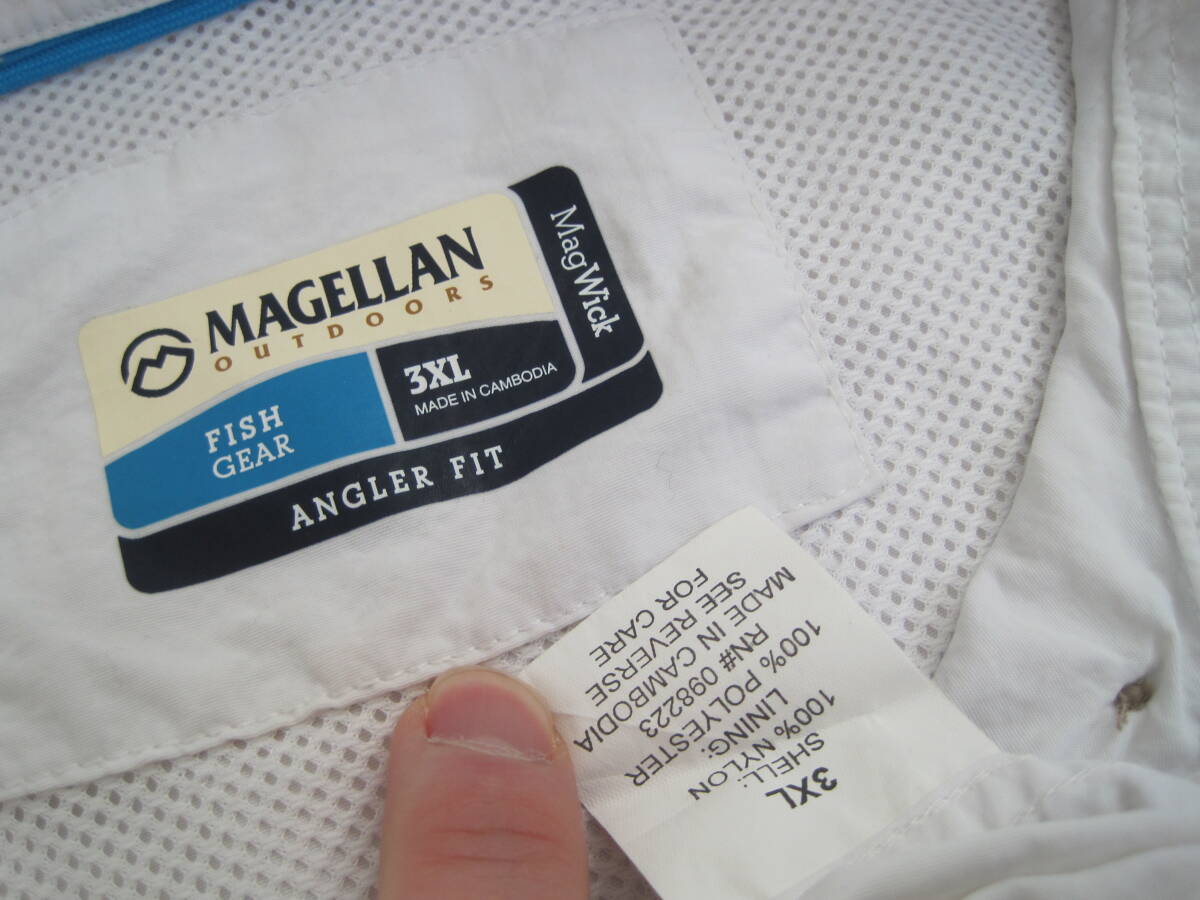 MAGELLAN
OUTDOORS
MagWick
3XL
MADE IN CAMBODIA
FISH
GEAR
ANGLER FIT
3XL
SHELL:
100% NYLON
LINING:
100% POLYESTER
RN# 098223
MADE IN CAMBODIA
SEE REVERSE
FOR CARE